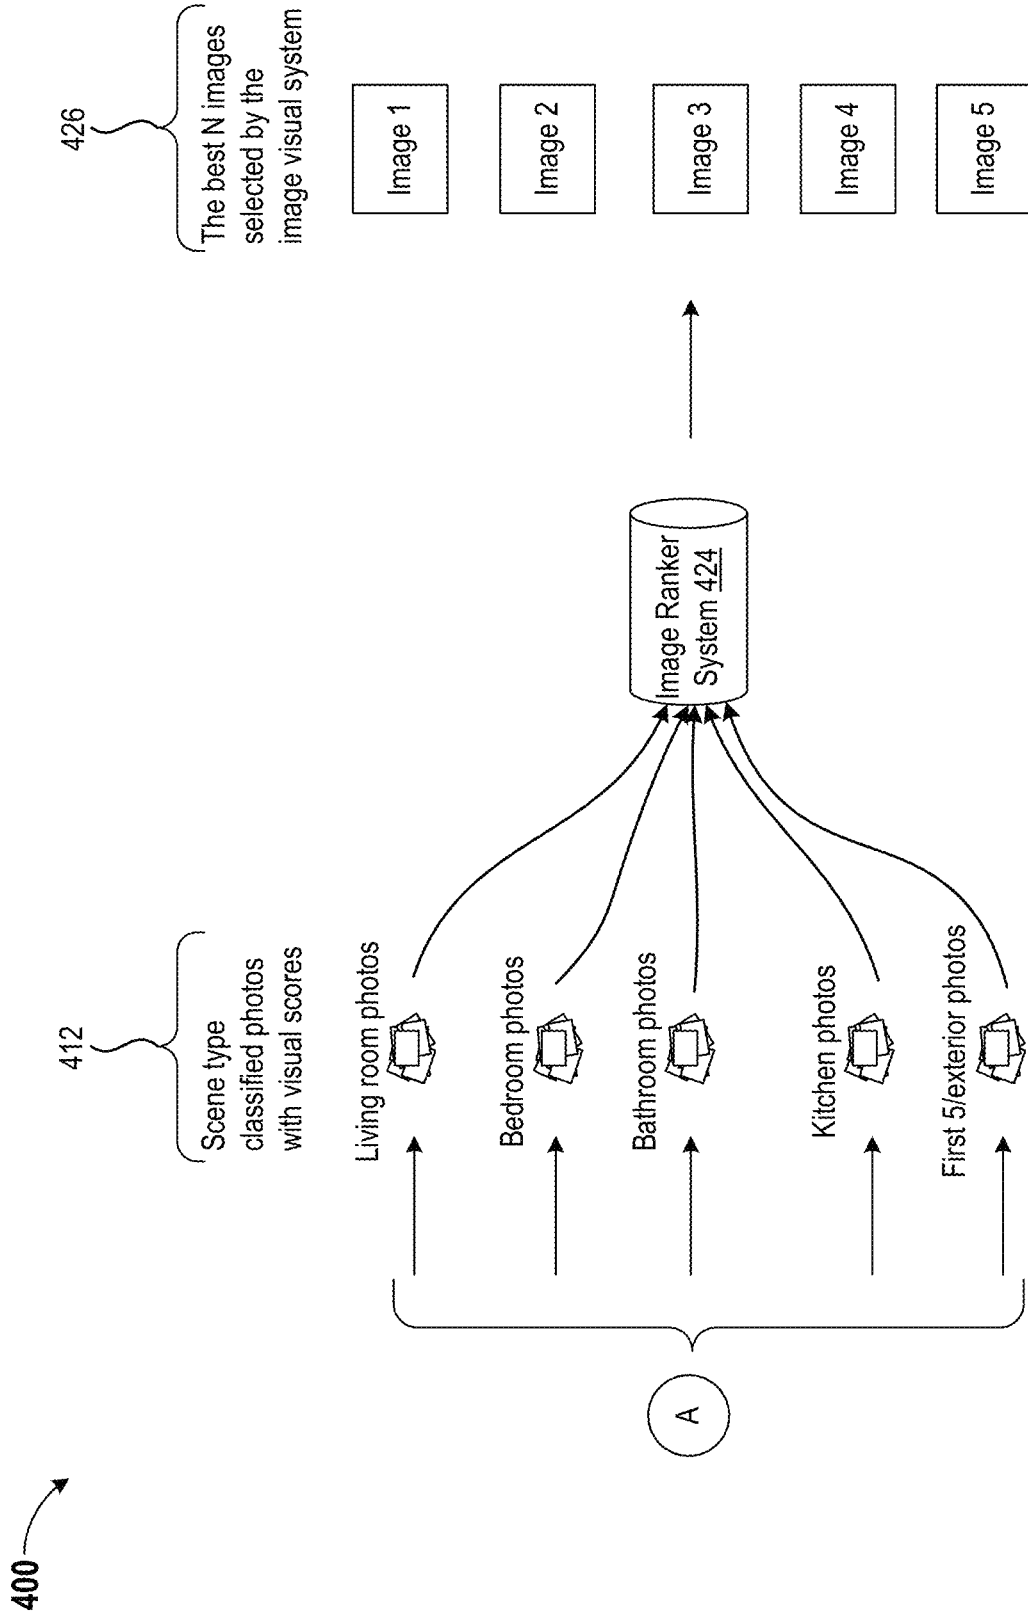 400
412
Scene type
classified photos
with visual scores
426
The best N images
selected by the
image visual system
A
Living room photos
Bedroom photos
Bathroom photos
Kitchen photos
First 5/exterior photos
Image Ranker
System 424
Image 1
Image 2
Image 3
Image 4
Image 5